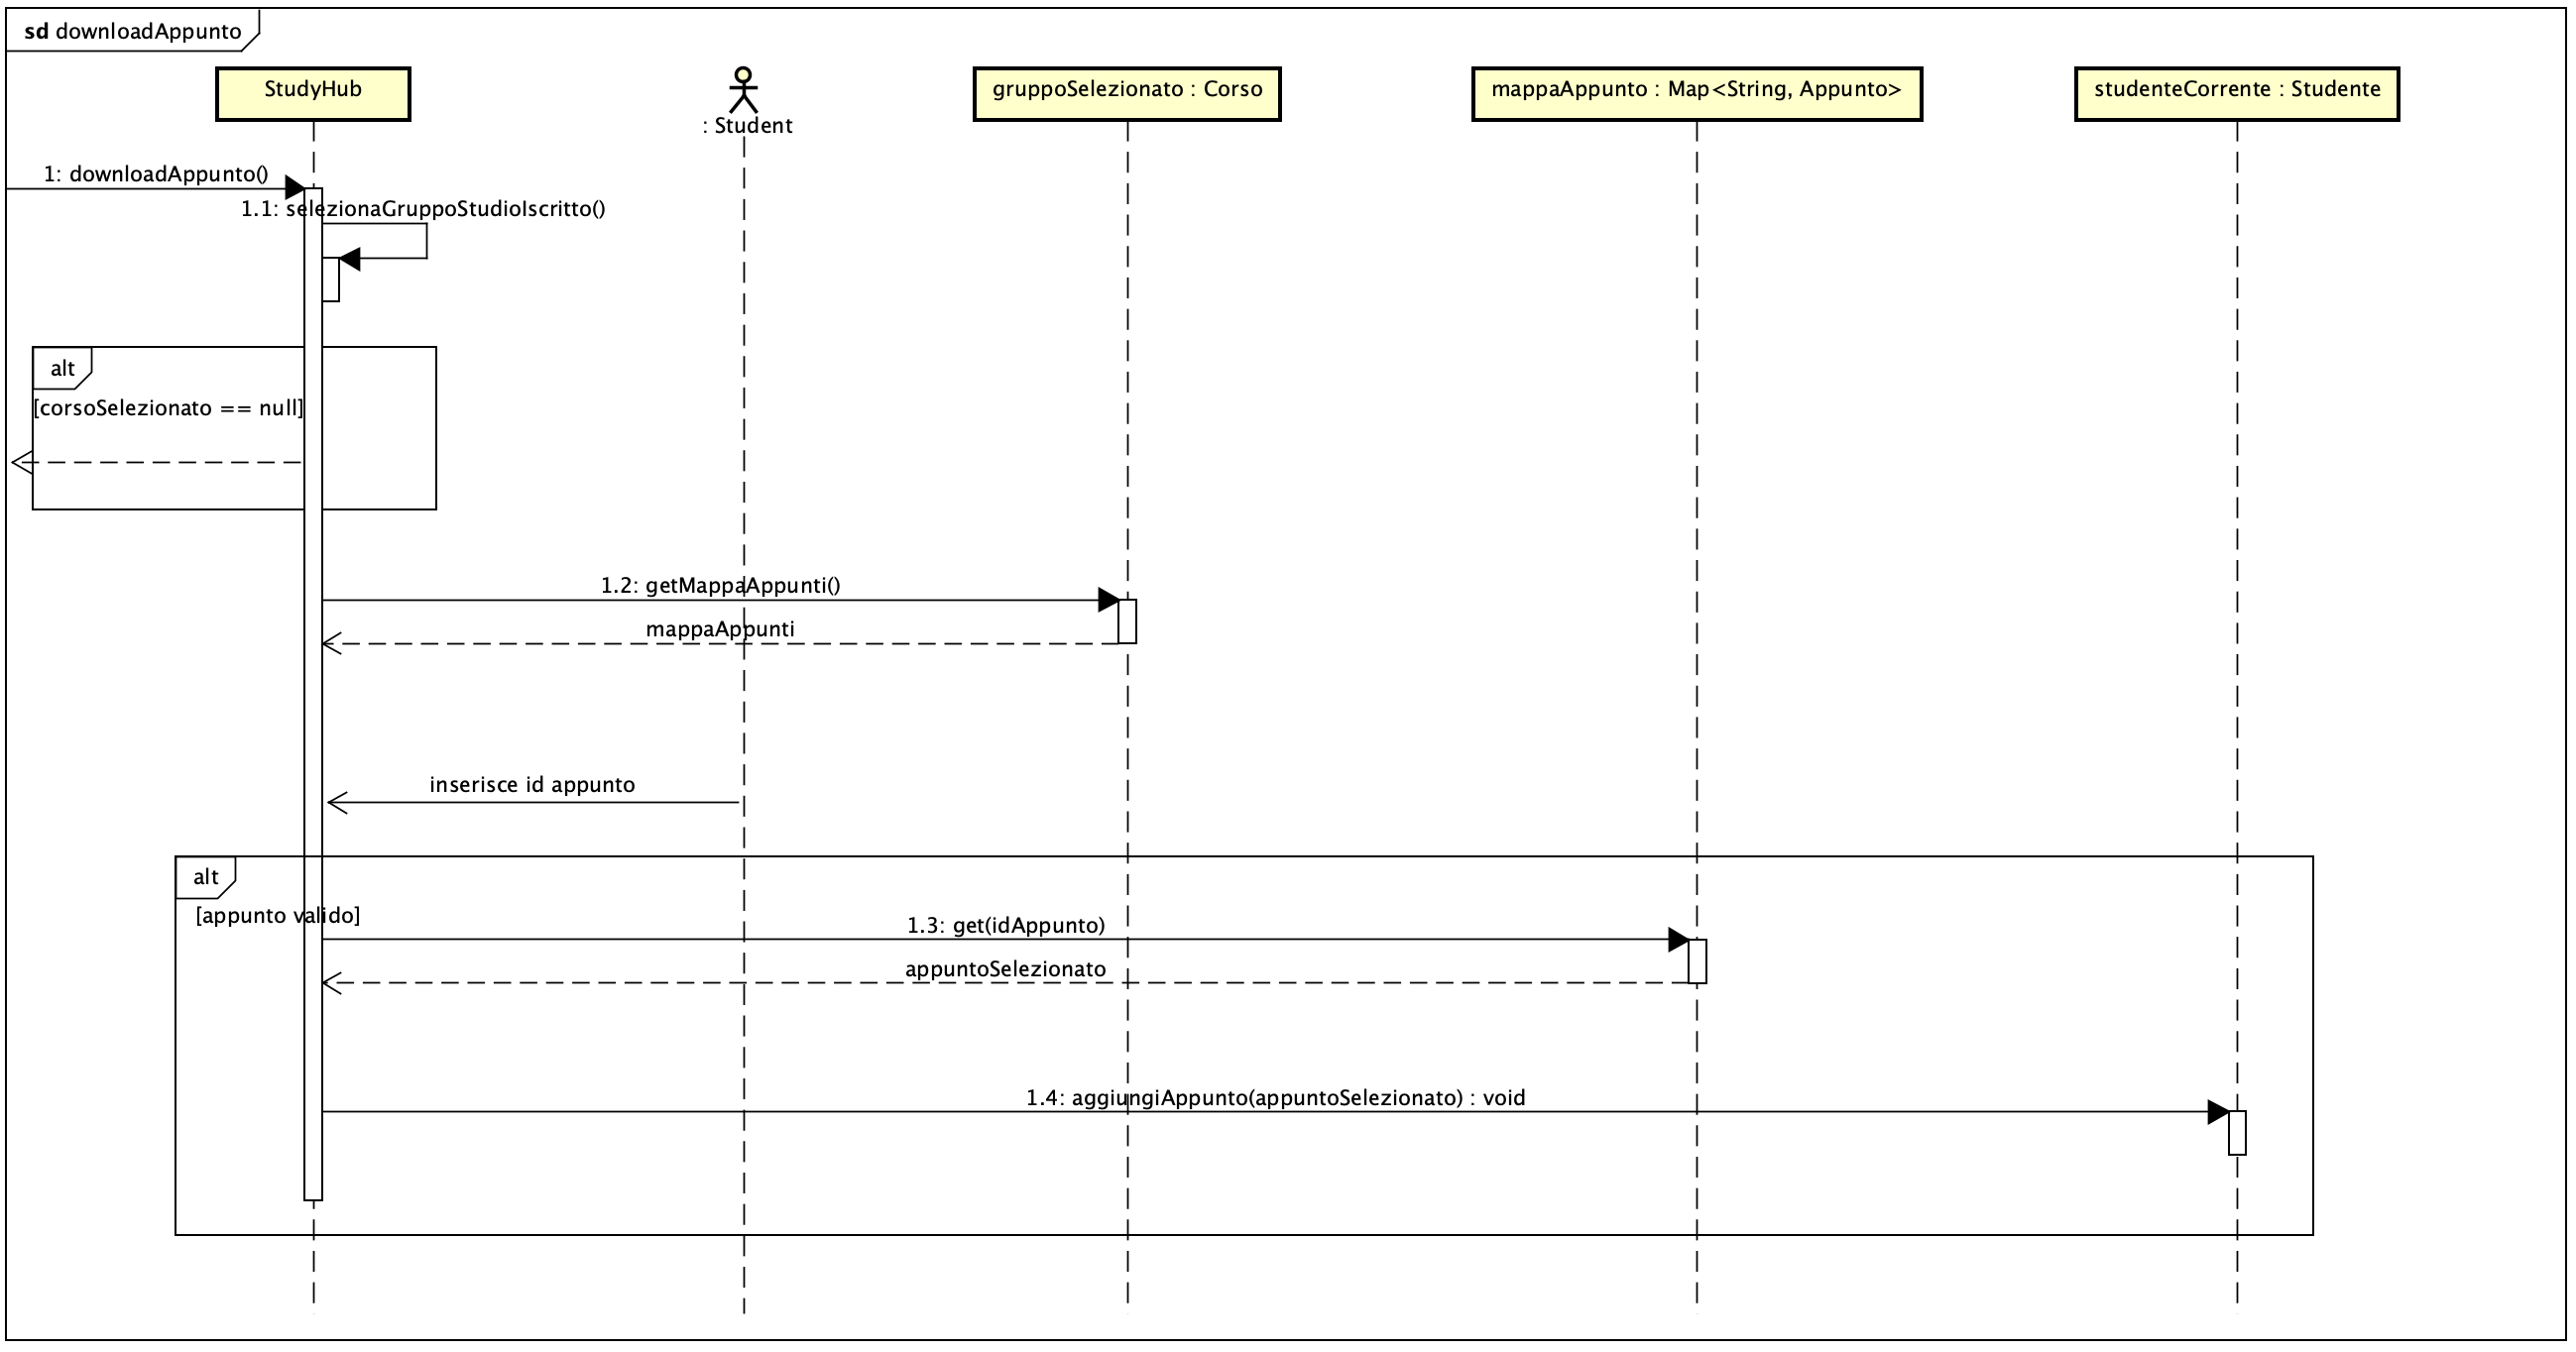 sd downloadAppunto
StudyHub
: Student
gruppoSelezionato : Corso
mappaAppunto : Map<String, Appunto>
studenteCorrente : Studente
1: downloadAppunto()
1.1: selezionaGruppoStudioIscritto()
alt
[corsoSelezionato == null]
1.2: getMappaAppunti()
mappaAppunti
inserisce id appunto
alt
[appunto valido]
1.3: get(idAppunto)
appuntoSelezionato
1.4: aggiungiAppunto(appuntoSelezionato) : void